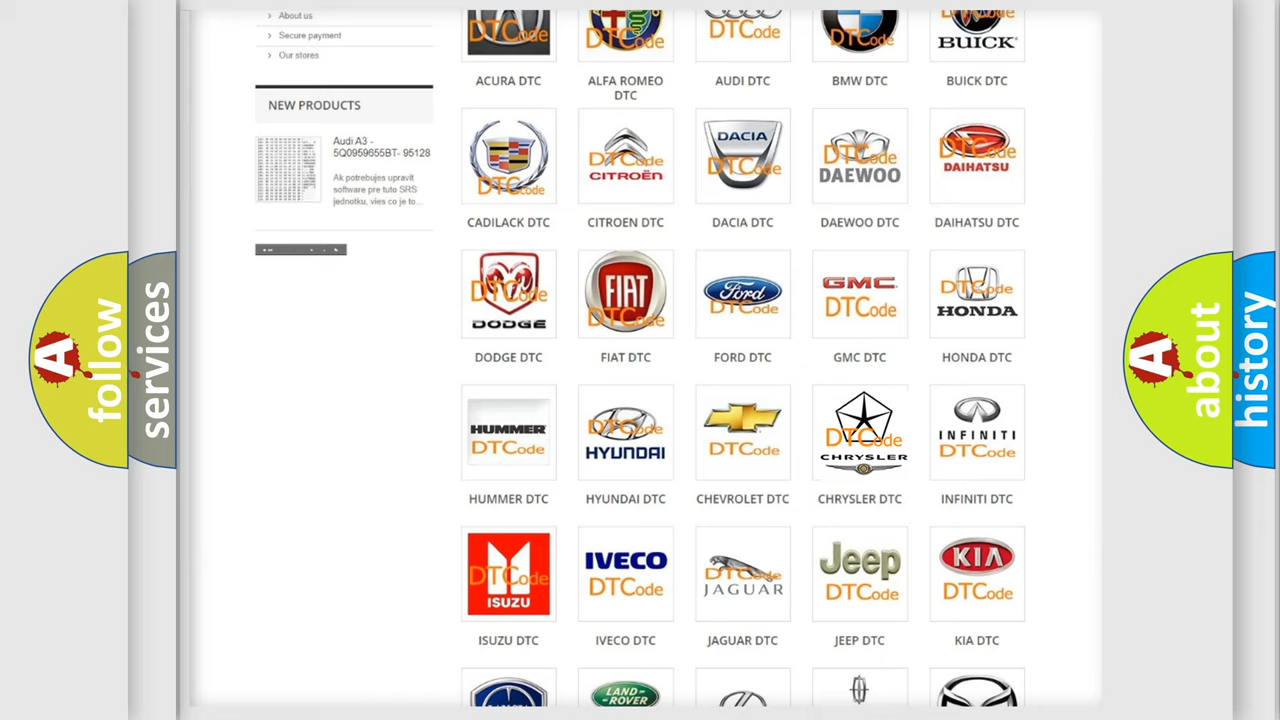 About us
Secure payment
Our stores
NEW PRODUCTS
Audi A3 -
5Q0959655BT- 95128
Ak potrebujes upravit
software pre tuto SRS
jednotku, vies co je to...
DTCode
DTCode
DTCode
DTCode
BUICK
ACURA DTC
ALFA ROMEO
DTC
AUDI DTC
BMW DTC
BUICK DTC
DTCode
DTCode
CITROËN
DACIA
DTCode
DTCode
DAEWOO
DTCode
DAIHATSU
CADILACK DTC
CITROEN DTC
DACIA DTC
DAEWOO DTC
DAIHATSU DTC
DTCode
DODGE
FIAT
DTCode
Ford
DTCode
GMC
DTCode
DTCode
HONDA
DODGE DTC
FIAT DTC
FORD DTC
GMC DTC
HONDA DTC
HUMMER
DTCode
DTCode
HYUNDAI
DTCode
DTCode
CHRYSLER
INFINITI
DTCode
HUMMER DTC
HYUNDAI DTC
CHEVROLET DTC
CHRYSLER DTC
INFINITI DTC
DTCode
ISUZU
IVECO
DTCode
DTCode
JAGUAR
Jeep
DTCode
KIA
DTCode
ISUZU DTC
IVECO DTC
JAGUAR DTC
JEEP DTC
KIA DTC
LAND-
ROVER
A
follow
services
A
about
history